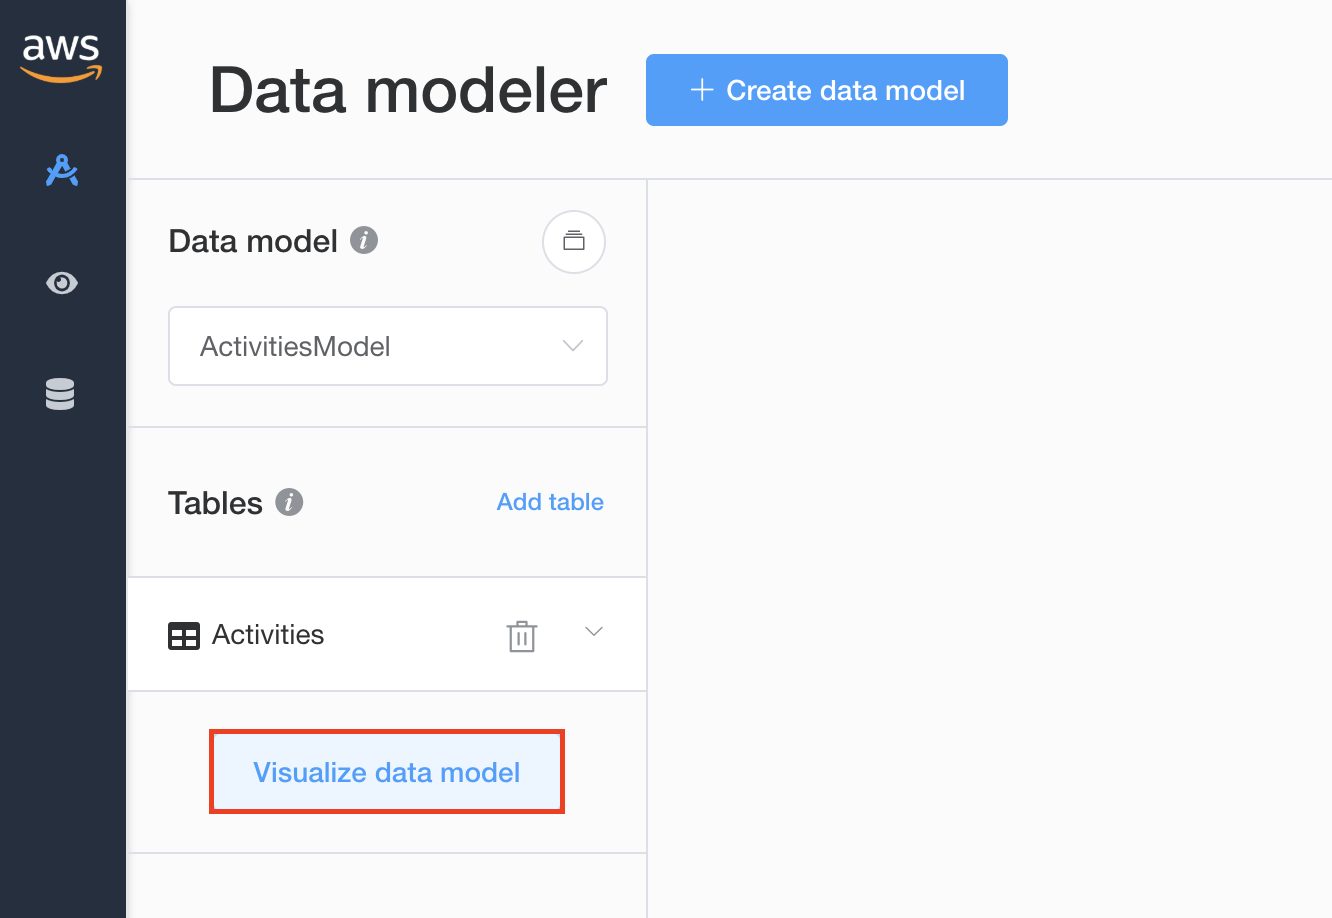 aws
Data modeler
Create data model
Data model
ActivitiesModel
Tables
Add table
Activities
Visualize data model